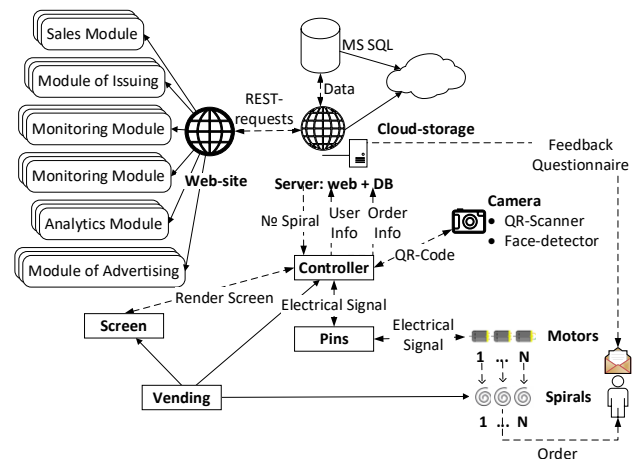 Sales Module
Module of Issuing
Monitoring Module
Monitoring Module
Analytics Module
Module of Advertising
Web-site
REST-
requests
MS SQL
Data
Cloud-storage
Server: web + DB
Feedback
Questionnaire
№ Spiral
User
Info
Order
Info
Camera
• QR-Scanner
• Face-detector
QR-Code
Controller
Render Screen
Electrical Signal
Screen
Pins
Electrical
Signal
Motors
1 ... N
Vending
Spirals
1 ... N
Order